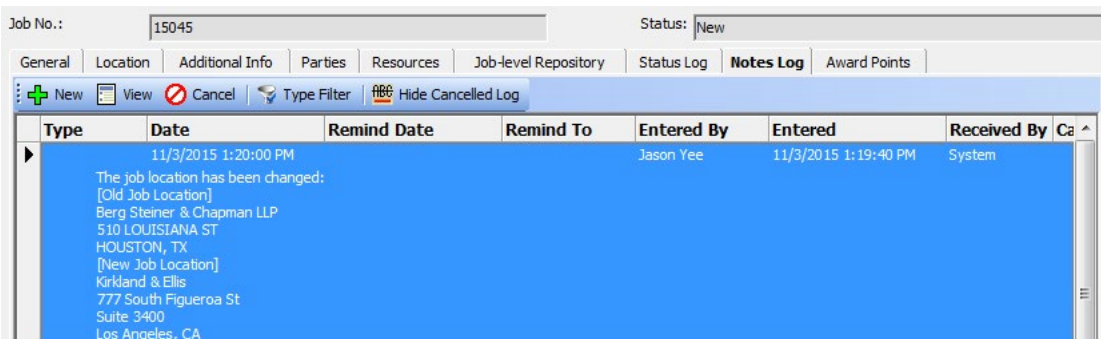 Job No.: 15045 Status: New
General Location Additional Info Parties Resources Job-level Repository Status Log Notes Log Award Points
New View Cancel Type Filter ABC Hide Cancelled Log
Type Date Remind Date Remind To Entered By Entered Received By Ca
11/3/2015 1:20:00 PM Jason Yee 11/3/2015 1:19:40 PM System
The job location has been changed:
[Old Job Location]
Berg Steiner & Chapman LLP
510 LOUISIANA ST
HOUSTON, TX
[New Job Location]
Kirkland & Ellis
777 South Figueroa St
Suite 3400
Los Angeles, CA